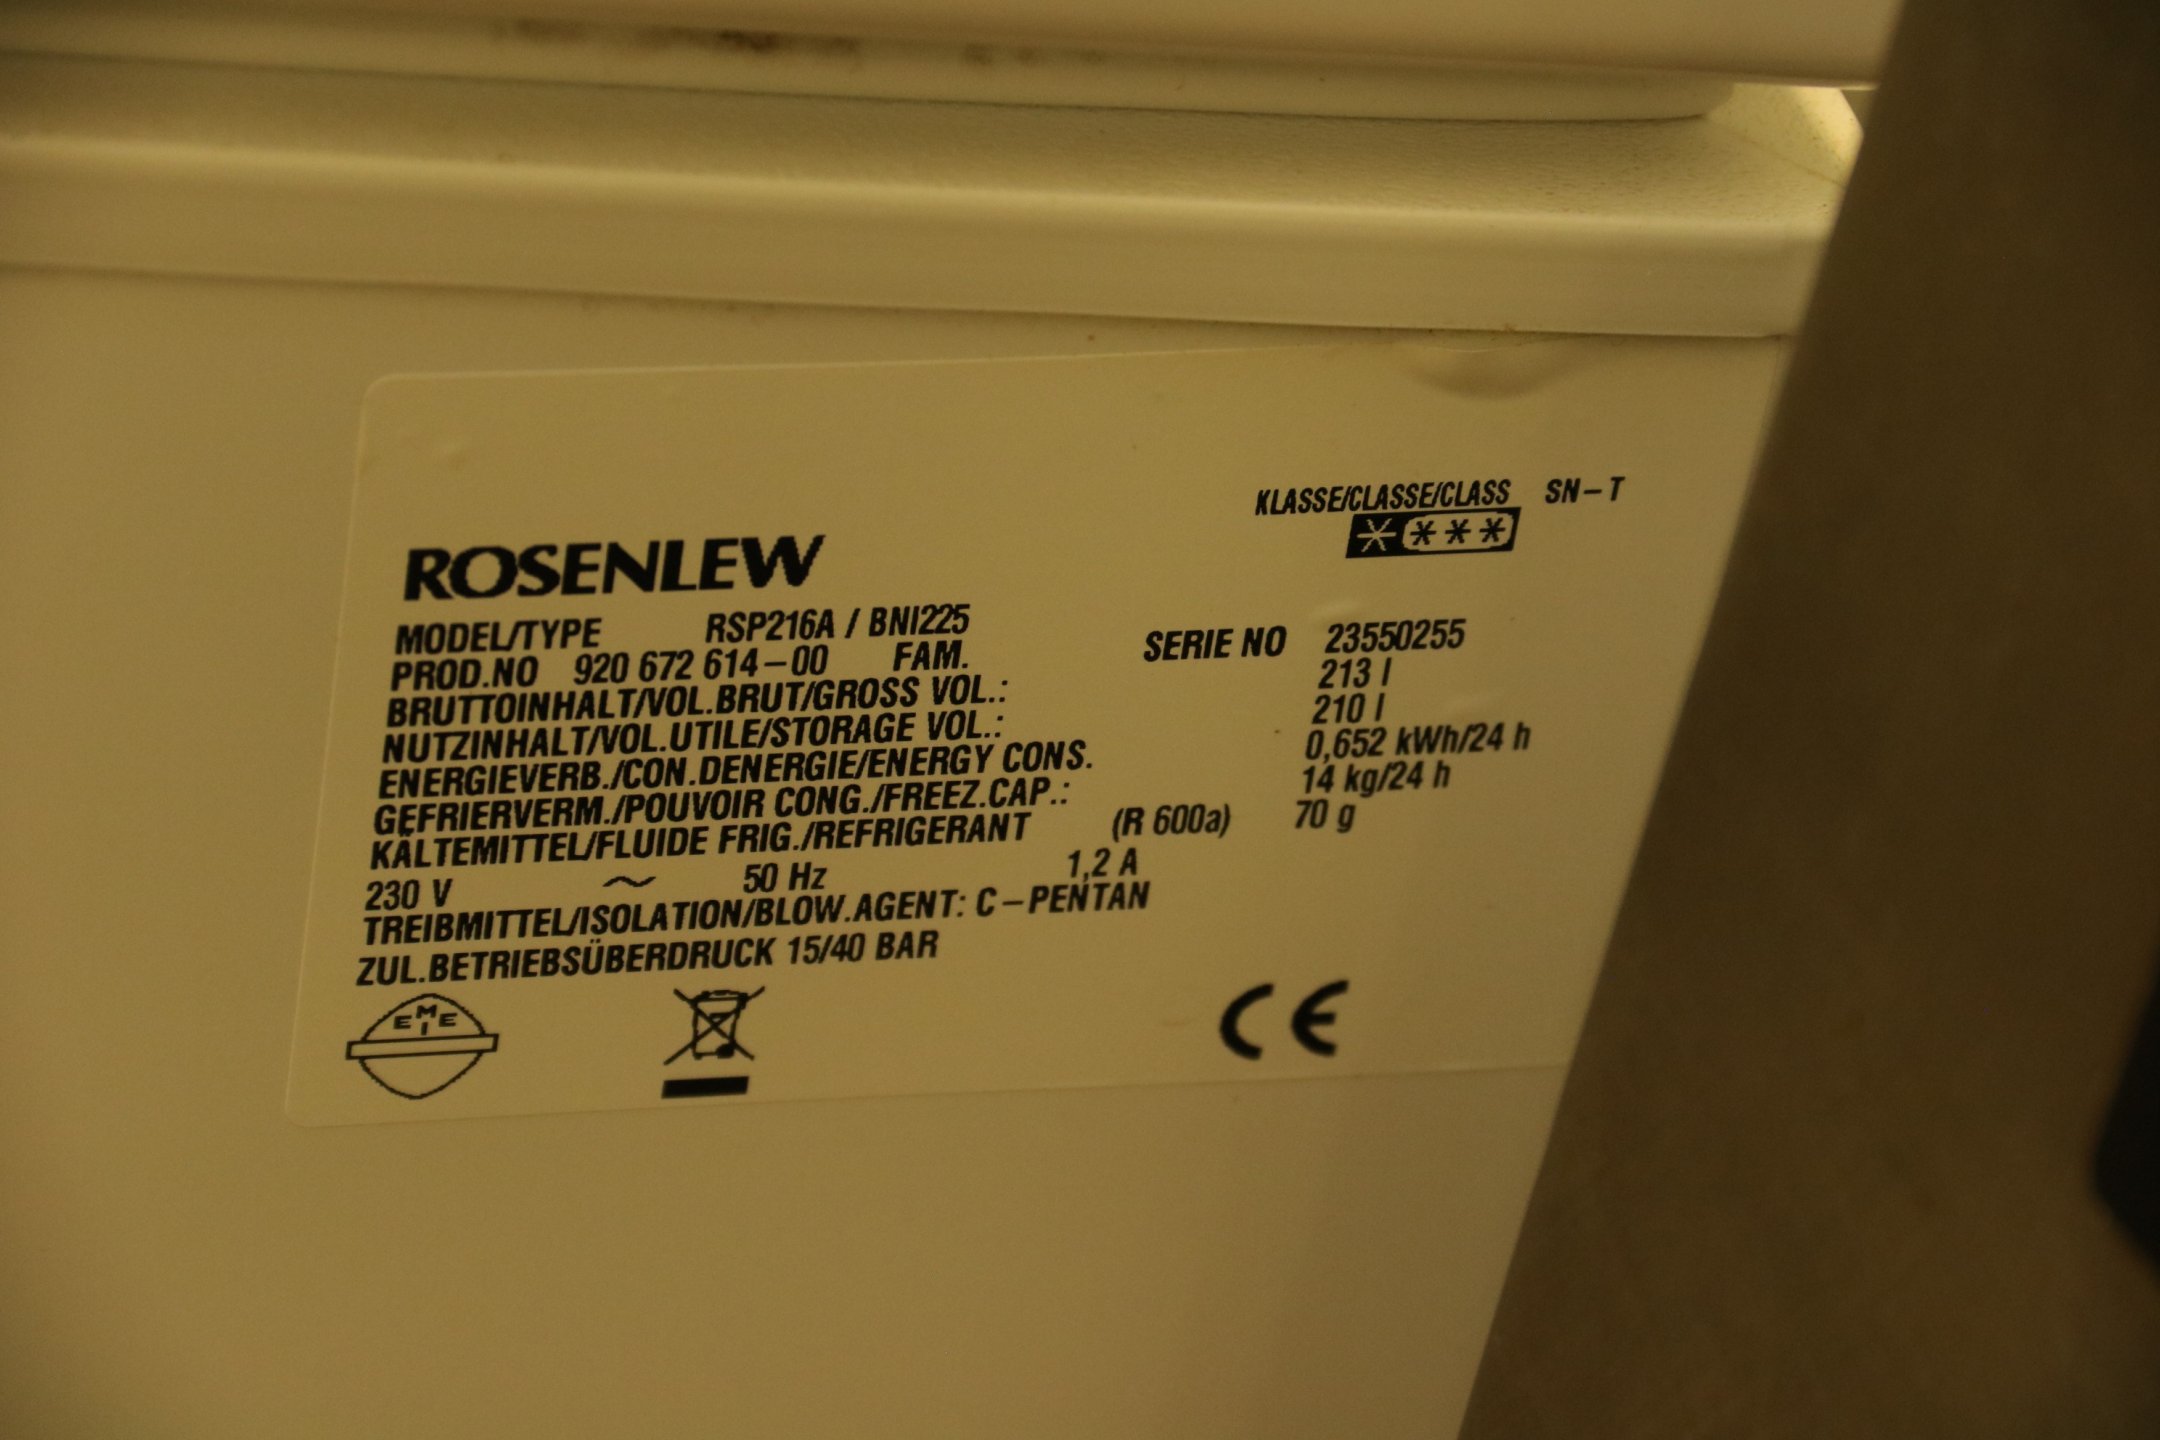 KLASSE/CLASSE/CLASS SN-T
ROSENLEW
MODEL/TYPE RSP216A / BNI225
PROD.NO 920 672 614-00 FAM. SERIE NO 23550255
BRUTTOINHALT/VOL.BRUT/GROSS VOL.: 213 l
NUTZINHALT/VOL.UTILE/STORAGE VOL.: 210 l
ENERGIEVERB./CON.DENERGIE/ENERGY CONS. 0,652 kWh/24 h
GEFRIERVERM./POUVOIR CONG./FREEZ.CAP.: 14 kg/24 h
KÄLTEMITTEL/FLUIDE FRIG./REFRIGERANT (R 600a) 70 g
230 V ~ 50 Hz 1,2 A
TREIBMITTEL/ISOLATION/BLOW.AGENT: C-PENTAN
ZUL.BETRIEBSÜBERDRUCK 15/40 BAR
EMEI
CE